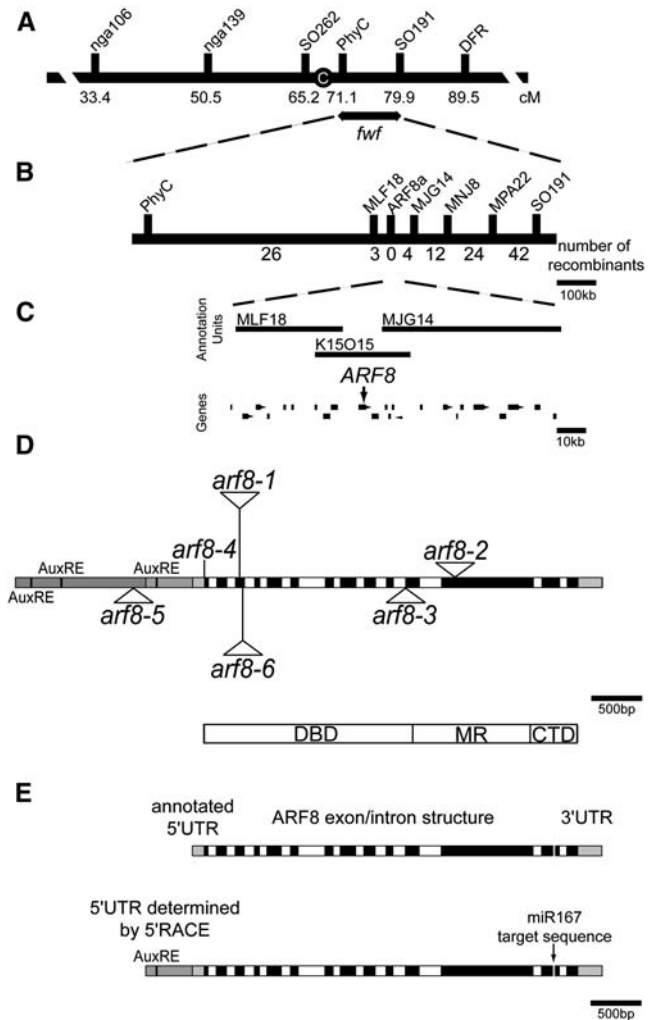 A
nga106 nga139 SO262 PhyC SO191 DFR
C
33.4 50.5 65.2 71.1 79.9 89.5 cM
fwf
B
PhyC MLF18 ARF8a MJG14 MNJ8 MPA22 SO191
26 3 0 4 12 24 42 number of
recombinants
100kb
C
Annotation
Units
MLF18 MJG14
K15O15
ARF8
Genes
10kb
D
arf8-1
arf8-4 arf8-2
AuxRE AuxRE
AuxRE
arf8-5 arf8-3
arf8-6
500bp
DBD MR CTD
E
annotated
5'UTR ARF8 exon/intron structure 3'UTR
5'UTR determined
by 5'RACE
miR167
target sequence
AuxRE
500bp